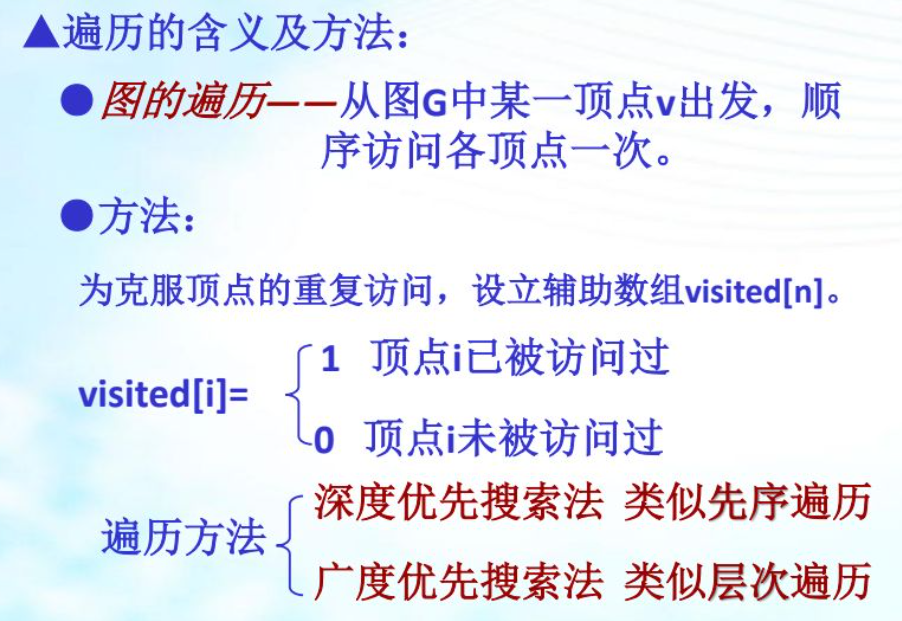 ▲遍历的含义及方法：
●图的遍历——从图G中某一顶点v出发，顺
序访问各顶点一次。
●方法：
为克服顶点的重复访问，设立辅助数组visited[n]。
1 顶点i已被访问过
visited[i]=
0 顶点i未被访问过
深度优先搜索法 类似先序遍历
遍历方法
广度优先搜索法 类似层次遍历